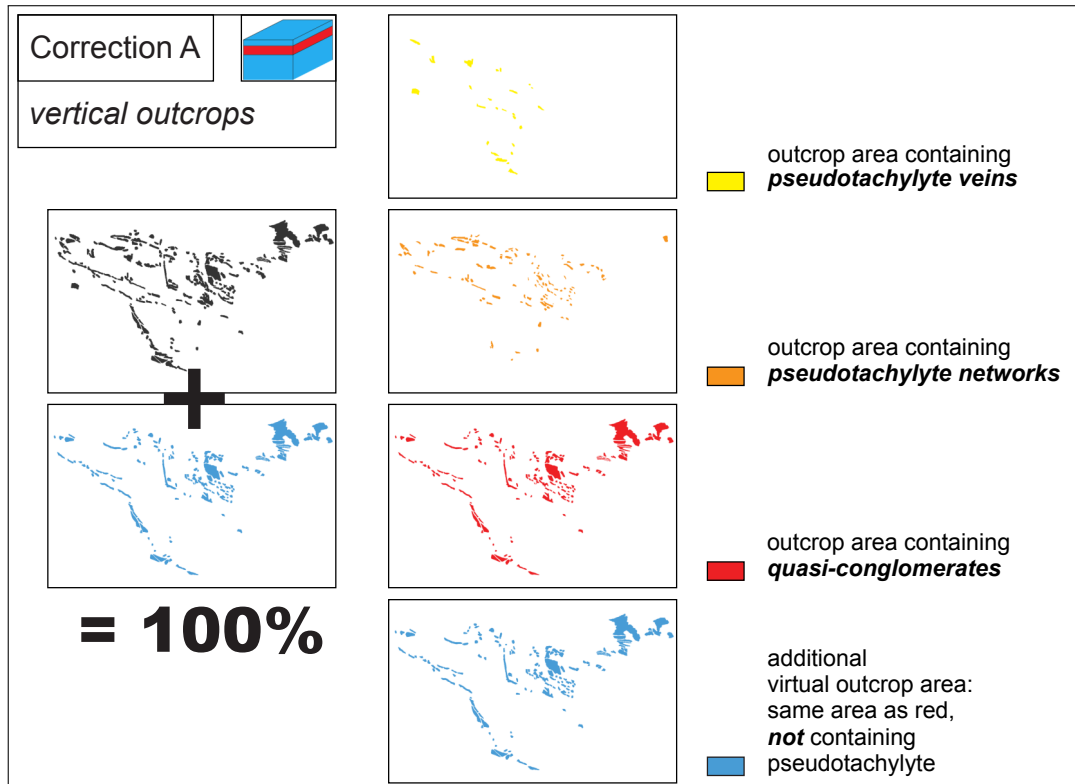 Correction A
vertical outcrops
outcrop area containing
pseudotachylyte veins
outcrop area containing
pseudotachylyte networks
+
outcrop area containing
quasi-conglomerates
= 100%
additional
virtual outcrop area:
same area as red,
not containing
pseudotachylyte